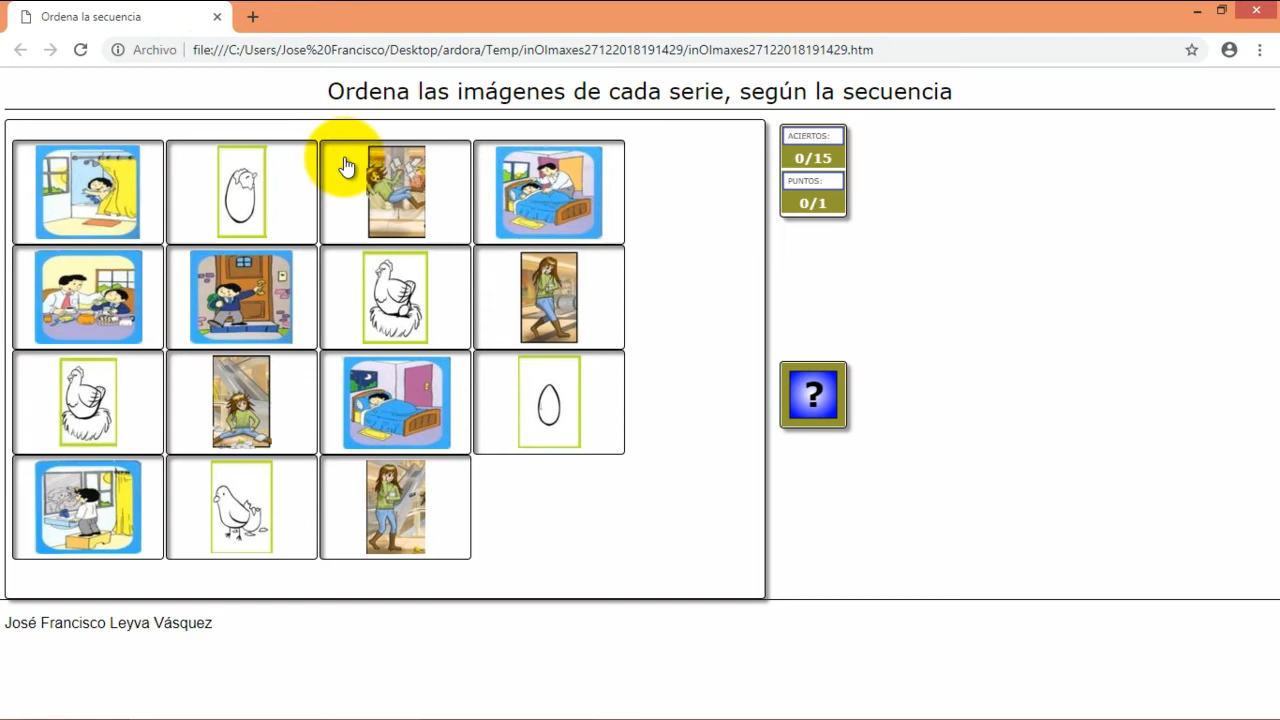 Ordena la secuencia
Archivo
file:///C:/Users/Jose%20Francisco/Desktop/ardora/Temp/inOImaxes27122018191429/inOImaxes27122018191429.htm
Ordena las imágenes de cada serie, según la secuencia
ACIERTOS:
0/15
PUNTOS:
0/1
?
José Francisco Leyva Vásquez